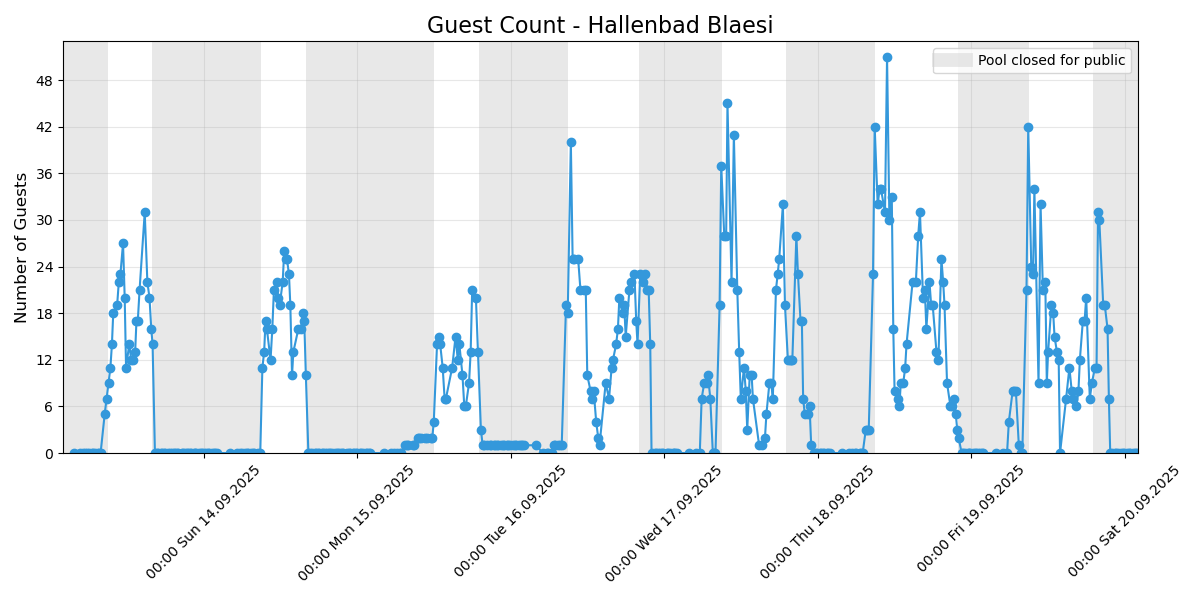 Guest Count - Hallenbad Blaesi
Pool closed for public
Number of Guests
48
42
36
30
24
18
12
6
0
00:00 Sun 14.09.2025
00:00 Mon 15.09.2025
00:00 Tue 16.09.2025
00:00 Wed 17.09.2025
00:00 Thu 18.09.2025
00:00 Fri 19.09.2025
00:00 Sat 20.09.2025